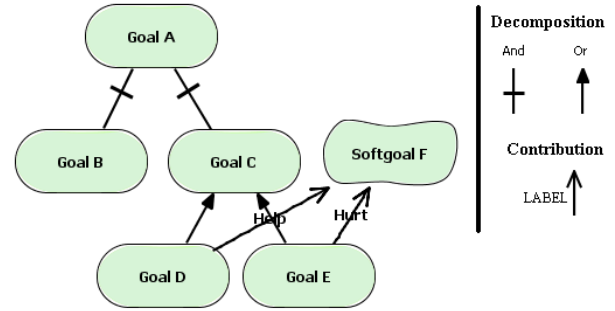 Goal A
Decomposition
And
Or
Goal B
Goal C
Softgoal F
Contribution
LABEL
Help
Hurt
Goal D
Goal E